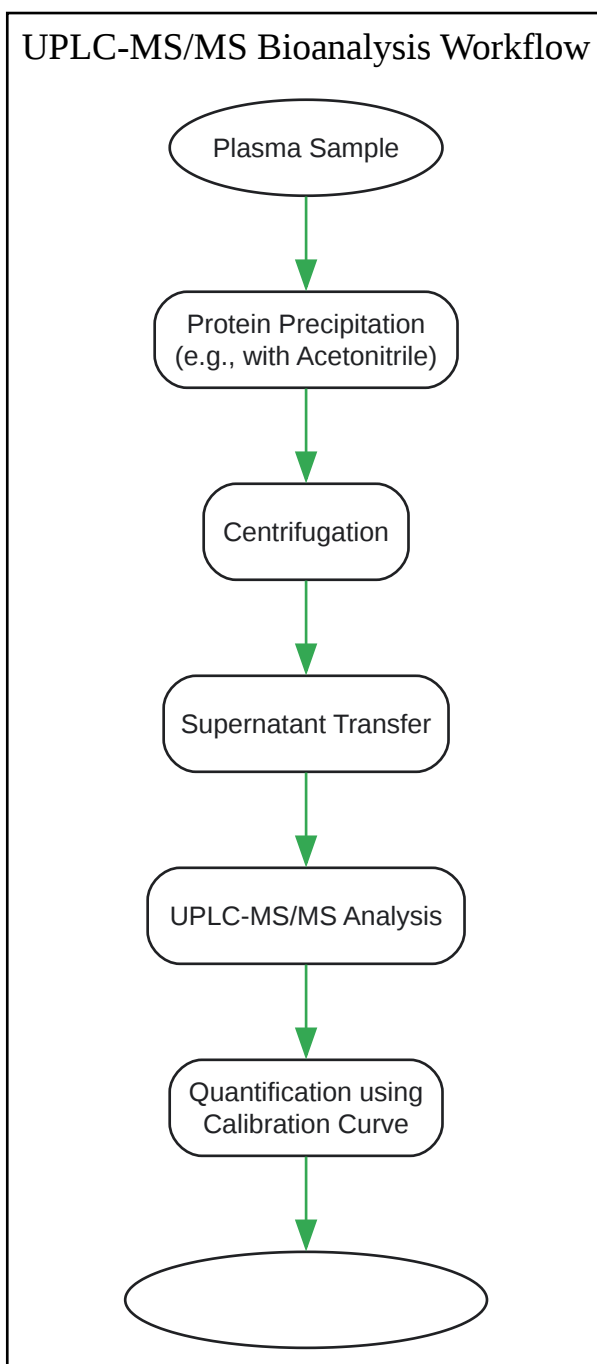 UPLC-MS/MS Bioanalysis Workflow
Plasma Sample
Protein Precipitation
(e.g., with Acetonitrile)
Centrifugation
Supernatant Transfer
UPLC-MS/MS Analysis
Quantification using
Calibration Curve